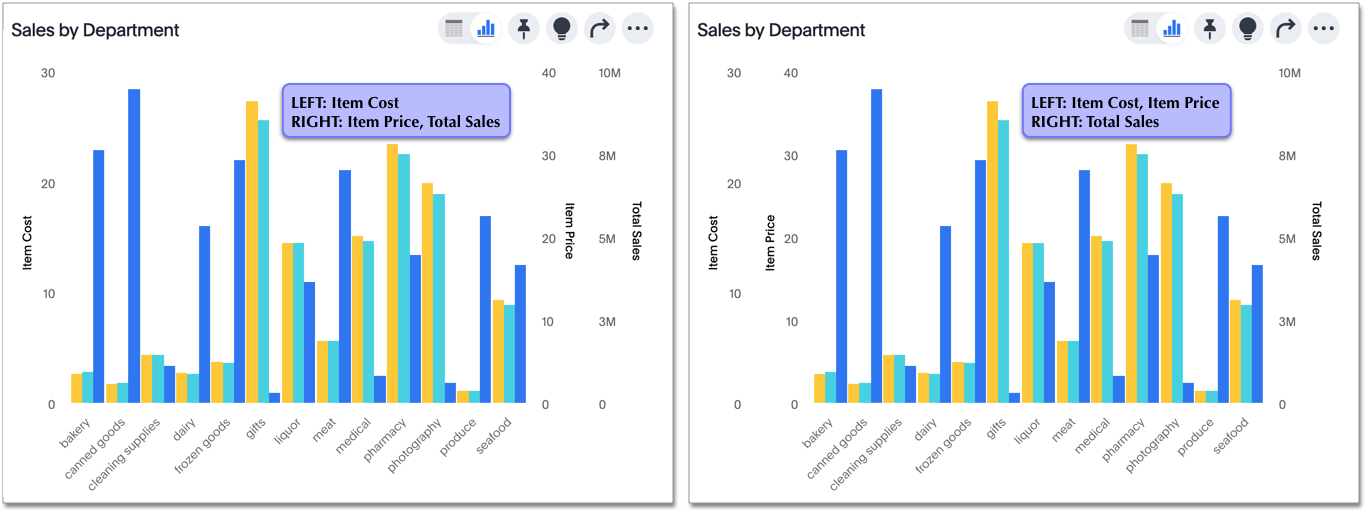 Sales by Department
30
40
10M
LEFT: Item Cost
RIGHT: Item Price, Total Sales
30
8M
20
Item Cost
Item Price
Total Sales
20
5M
10
10
3M
0
0
0
bakery
canned goods
cleaning supplies
dairy
frozen goods
gifts
liquor
meat
medical
pharmacy
photography
produce
seafood
Sales by Department
30
40
10M
LEFT: Item Cost, Item Price
RIGHT: Total Sales
30
8M
20
Item Cost
Item Price
Total Sales
20
5M
10
10
3M
0
0
0
bakery
canned goods
cleaning supplies
dairy
frozen goods
gifts
liquor
meat
medical
pharmacy
photography
produce
seafood